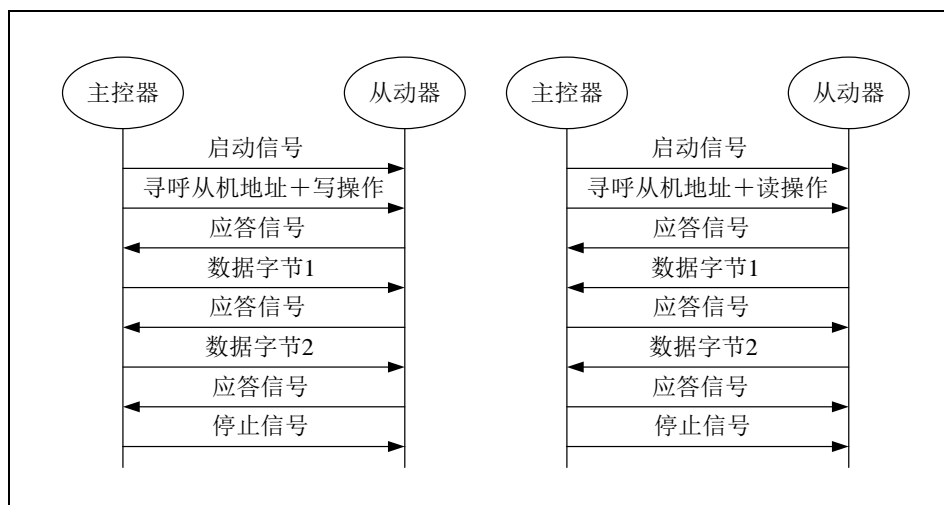 主控器
从动器
启动信号
寻呼从机地址+写操作
应答信号
数据字节1
应答信号
数据字节2
应答信号
停止信号
主控器
从动器
启动信号
寻呼从机地址+读操作
应答信号
数据字节1
应答信号
数据字节2
应答信号
停止信号